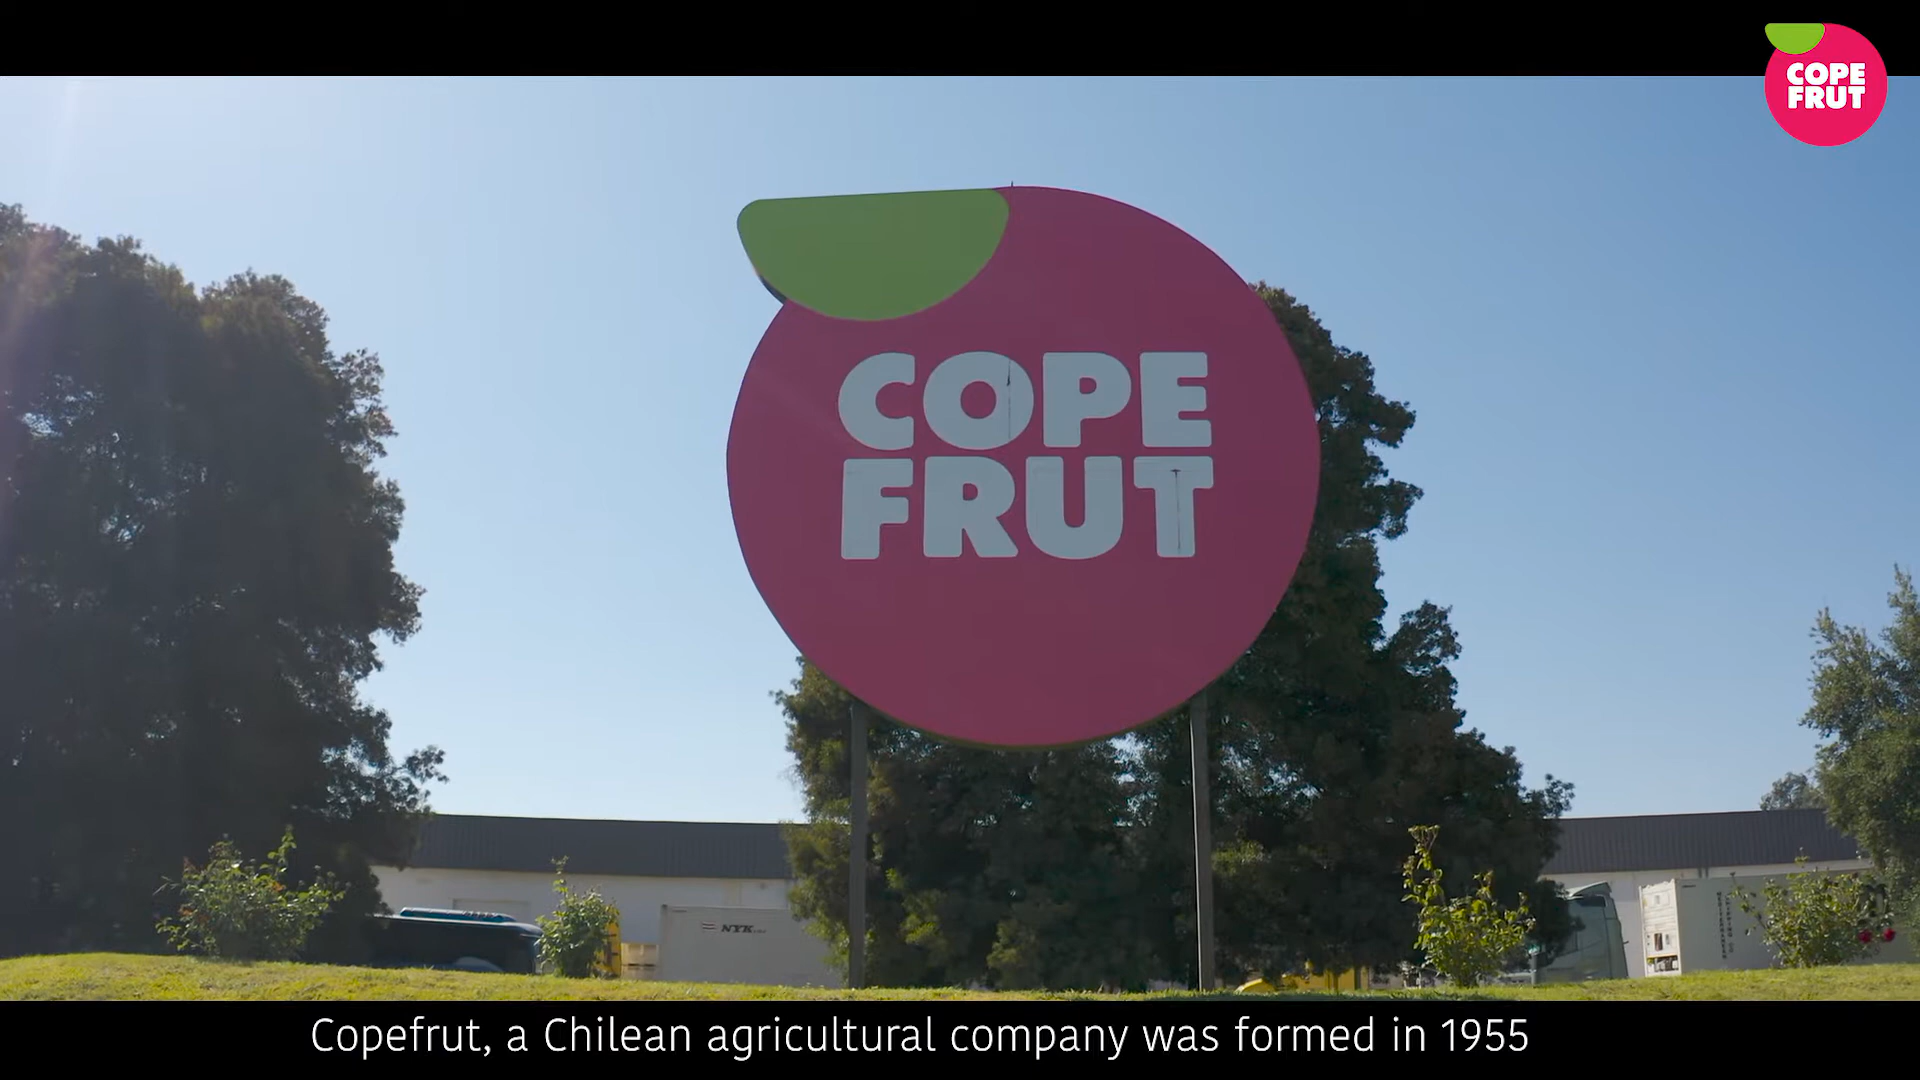 COPE
FRUT
COPE
FRUT
NYK
Copefrut, a Chilean agricultural company was formed in 1955